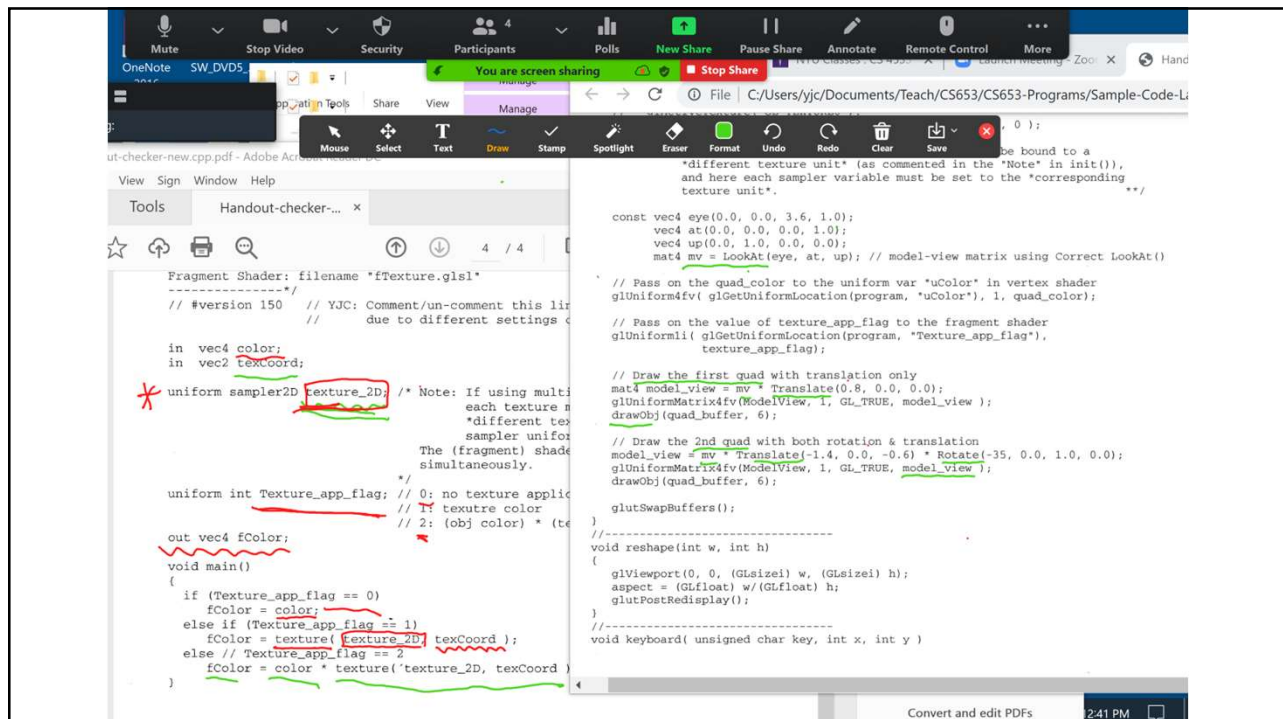 Mute
Stop Video
Security
Participants
4
Polls
New Share
Pause Share
Annotate
Remote Control
More
OneNote
SW_DVD5_
You are screen sharing
Stop Share
Share
View
Manage
File | C:/Users/yjc/Documents/Teach/CS653/CS653-Programs/Sample-Code-La
Mouse
Select
Text
Draw
Stamp
Spotlight
Eraser
Format
Undo
Redo
Clear
Save
ut-checker-new.cpp.pdf - Adobe Acrobat Reader DC
View Sign Window Help
Tools
Handout-checker-... ×
4 / 4
Fragment Shader: filename "fTexture.glsl"
---------------*/
// #version 150 // YJC: Comment/un-comment this lin
// due to different settings o
in vec4 color;
in vec2 texCoord;
uniform sampler2D texture_2D; /* Note: If using multi
each texture m
*different tex
sampler unifor
The (fragment) shade
simultaneously.
*/
uniform int Texture_app_flag; // 0: no texture applic
// 1: texutre color
// 2: (obj color) * (te
out vec4 fColor;
void main()
{
if (Texture_app_flag == 0)
fColor = color;
else if (Texture_app_flag == 1)
fColor = texture( texture_2D, texCoord );
else // Texture_app_flag == 2
fColor = color * texture( texture_2D, texCoord )
}
, 0 );
be bound to a
*different texture unit* (as commented in the "Note" in init()),
and here each sampler variable must be set to the *corresponding
texture unit*. **/
const vec4 eye(0.0, 0.0, 3.6, 1.0);
vec4 at(0.0, 0.0, 0.0, 1.0);
vec4 up(0.0, 1.0, 0.0, 0.0);
mat4 mv = LookAt(eye, at, up); // model-view matrix using Correct LookAt()
// Pass on the quad_color to the uniform var "uColor" in vertex shader
glUniform4fv( glGetUniformLocation(program, "uColor"), 1, quad_color);
// Pass on the value of texture_app_flag to the fragment shader
glUniform1i( glGetUniformLocation(program, "Texture_app_flag"),
texture_app_flag);
// Draw the first quad with translation only
mat4 model_view = mv * Translate(0.8, 0.0, 0.0);
glUniformMatrix4fv(ModelView, 1, GL_TRUE, model_view );
drawObj(quad_buffer, 6);
// Draw the 2nd quad with both rotation & translation
model_view = mv * Translate(-1.4, 0.0, -0.6) * Rotate(-35, 0.0, 1.0, 0.0);
glUniformMatrix4fv(ModelView, 1, GL_TRUE, model_view );
drawObj(quad_buffer, 6);
glutSwapBuffers();
}
//---------------------------------
void reshape(int w, int h)
{
glViewport(0, 0, (GLsizei) w, (GLsizei) h);
aspect = (GLfloat) w/(GLfloat) h;
glutPostRedisplay();
}
//---------------------------------
void keyboard( unsigned char key, int x, int y )
Convert and edit PDFs
12:41 PM